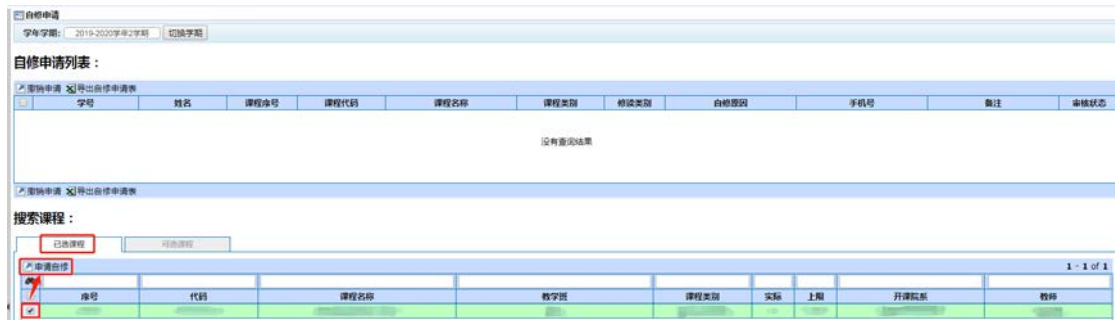 自修申请
学年学期: 2019-2020学年2学期 切换学期
自修申请列表：
撤销申请 导出自修申请表
学号 姓名 课程序号 课程代码 课程名称 课程类别 修读类别 自修原因 手机号 备注 审核状态
没有查询结果
撤销申请 导出自修申请表
搜索课程：
已选课程 可选课程
申请自修 1 - 1 of 1
序号 代码 课程名称 教学班 课程类别 实际 上限 开课院系 教师